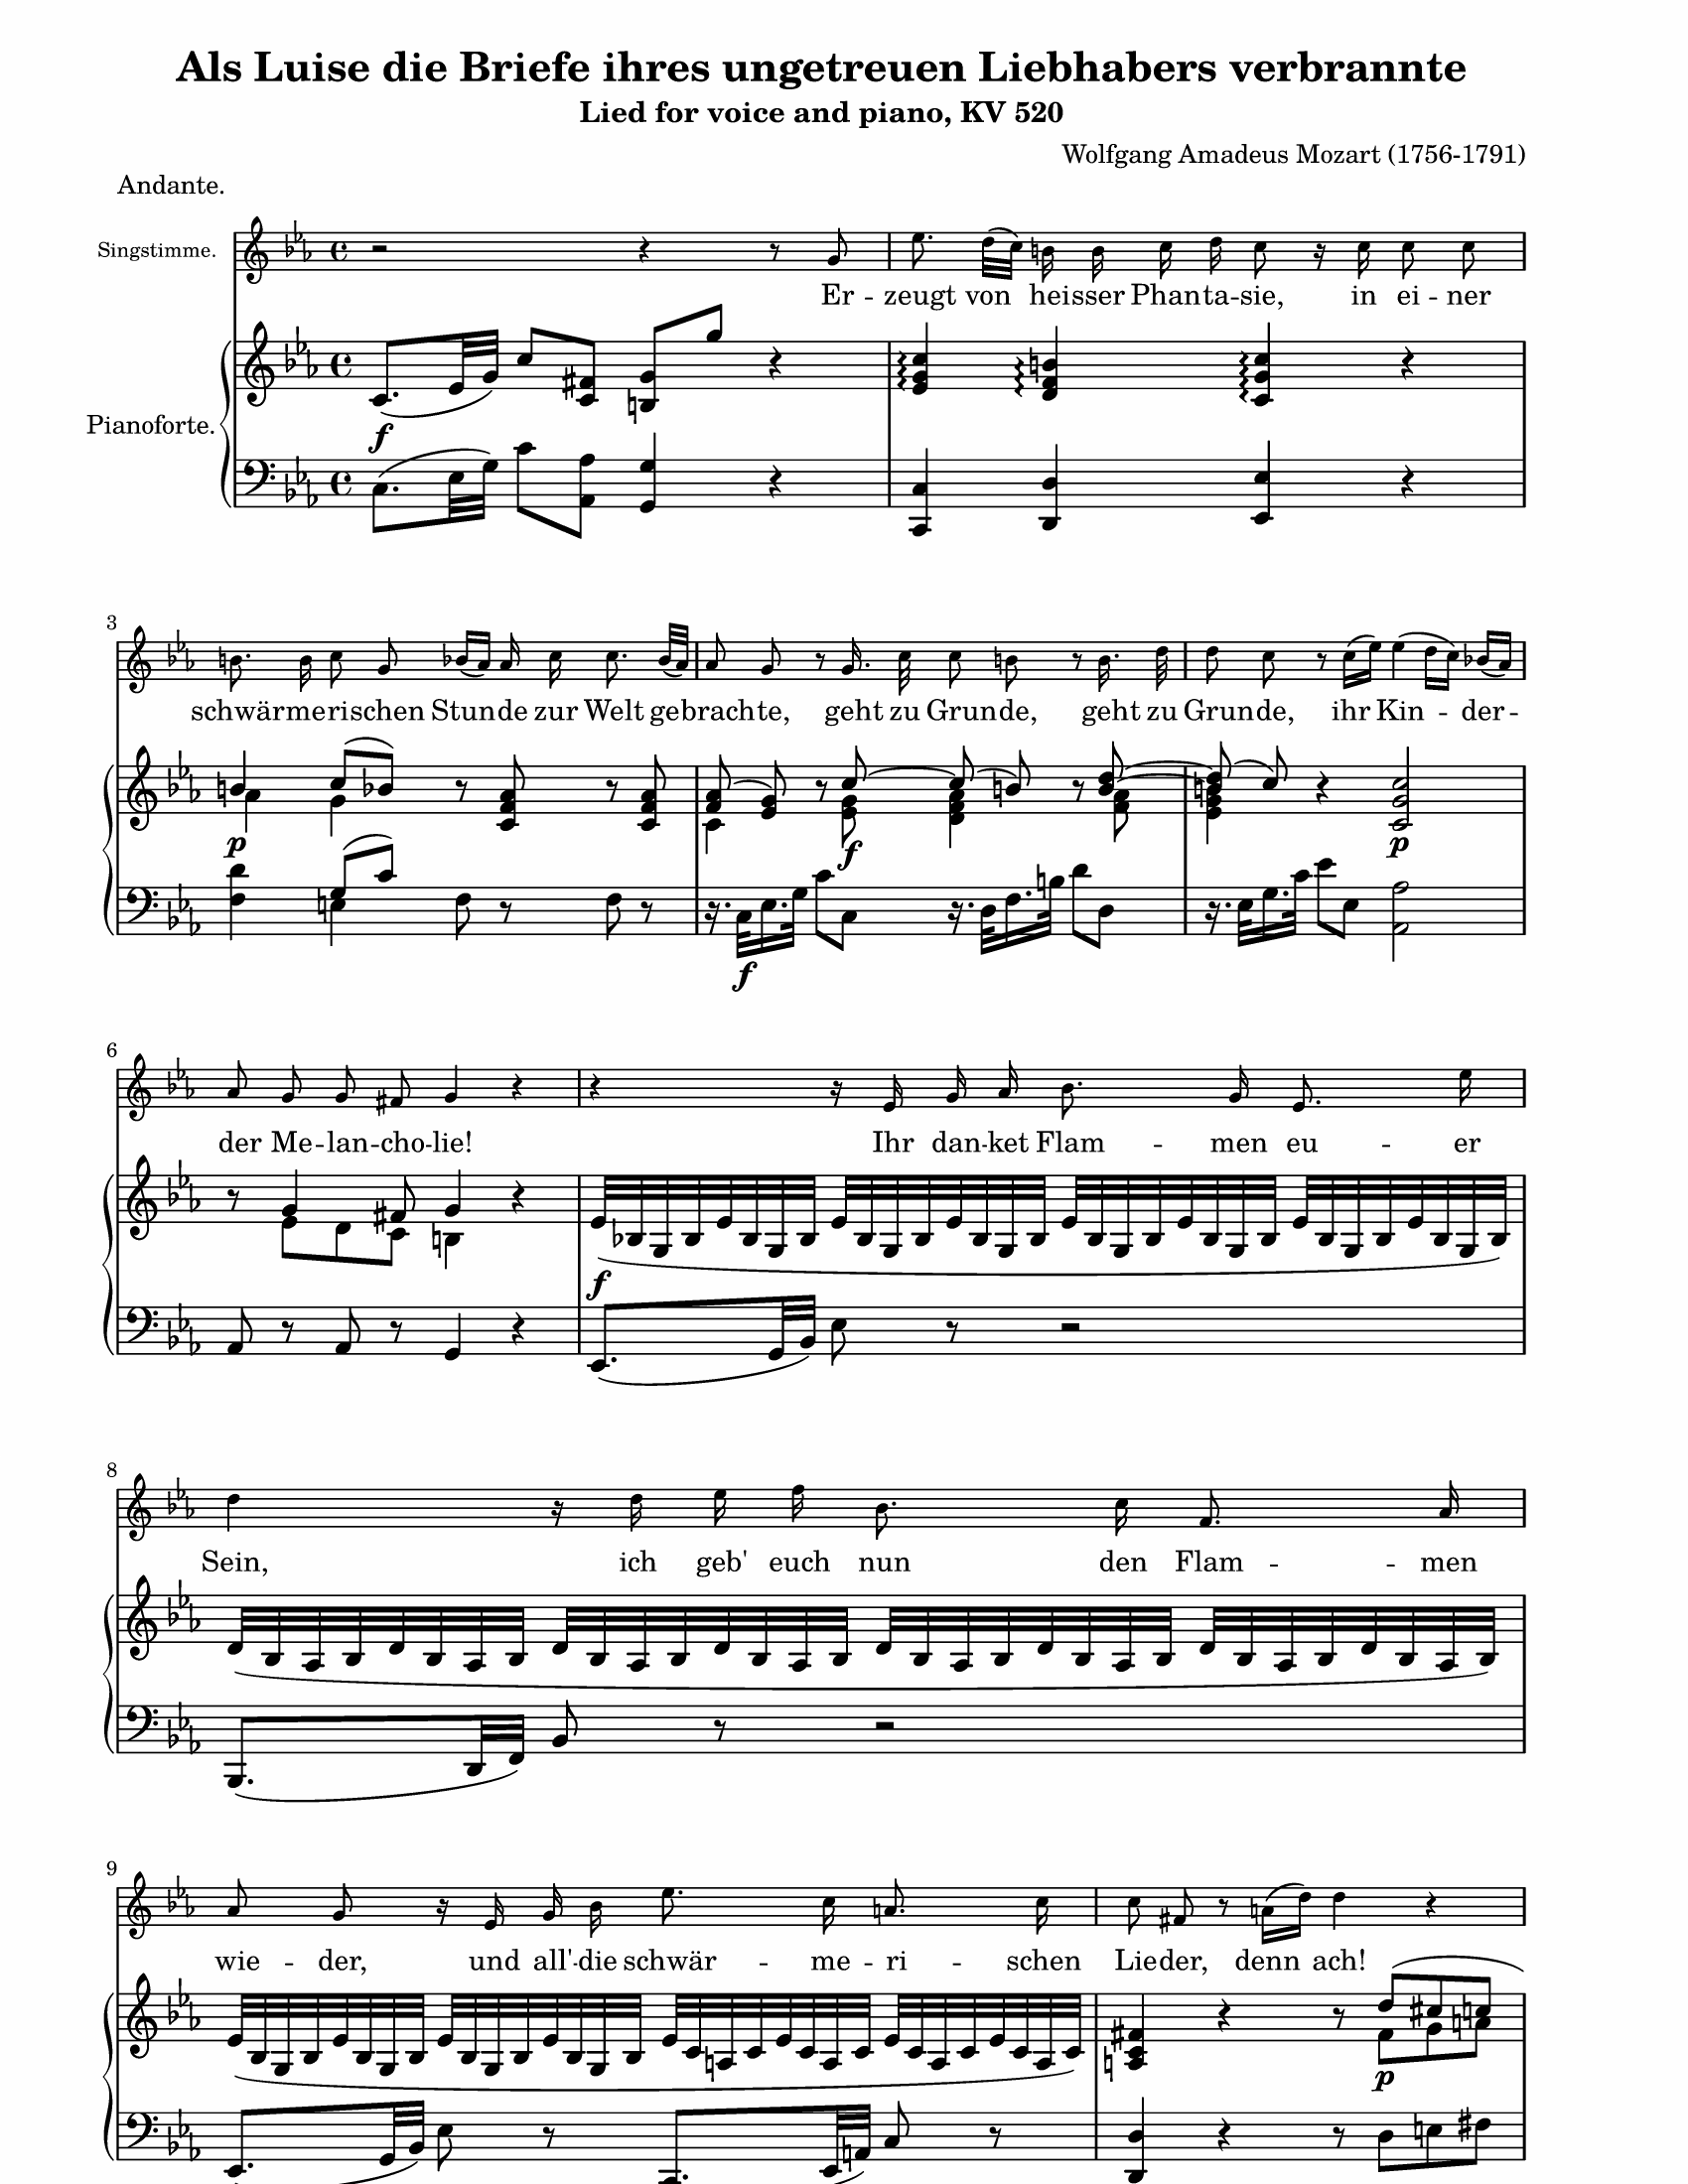 Als Luise die Briefe ihres ungetreuen Liebhabers verbrannte
Lied for voice and piano, KV 520
Wolfgang Amadeus Mozart (1756-1791)
Andante.
Singstimme.
Er -- zeugt von heisser Phanta -- sie, in ei -- ner
Pianoforte.
f
3
schwärmerischen Stunde zur Welt gebrachte, geht zu Grunde, geht zu Grunde, ihr Kin -- der --
p f p
f
6
der Me -- lan -- cho -- lie! Ihr dan -- ket Flam -- men eu -- er
f
8
Sein, ich geb' euch nun den Flam -- men
9
wie -- der, und all'-die schwär -- me -- ri -- schen Lieder, denn ach!
p